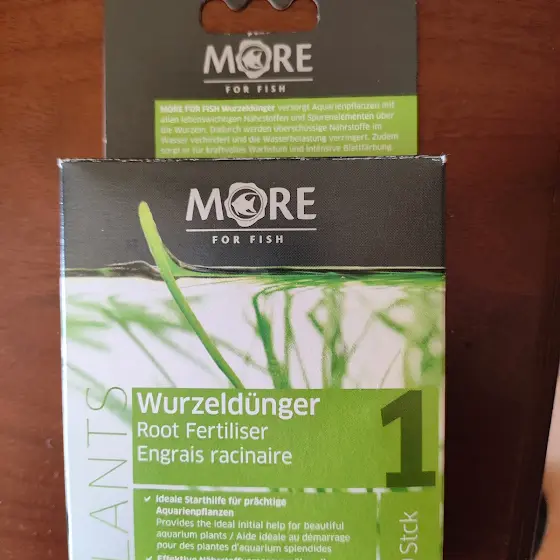 MORE
FOR FISH
MORE FOR FISH Wurzeldünger versorgt Aquarienpflanzen mit
allen lebenswichtigen Nährstoffen und Spurenelementen über
die Wurzeln. Dadurch werden überschüssige Nährstoffe im
Wasser verhindert und die Wasserbelastung verringert. Zudem
sorgt er für kraftvolles Wachstum und intensive Blattfärbung.
MORE
FOR FISH
LANTS
Wurzeldünger
Root Fertiliser
Engrais racinaire
1
✓ Ideale Starthilfe für prächtige
Aquarienpflanzen
Provides the ideal initial help for beautiful
aquarium plants / Aide idéale au démarrage
pour des plantes d'aquarium splendides
Stck